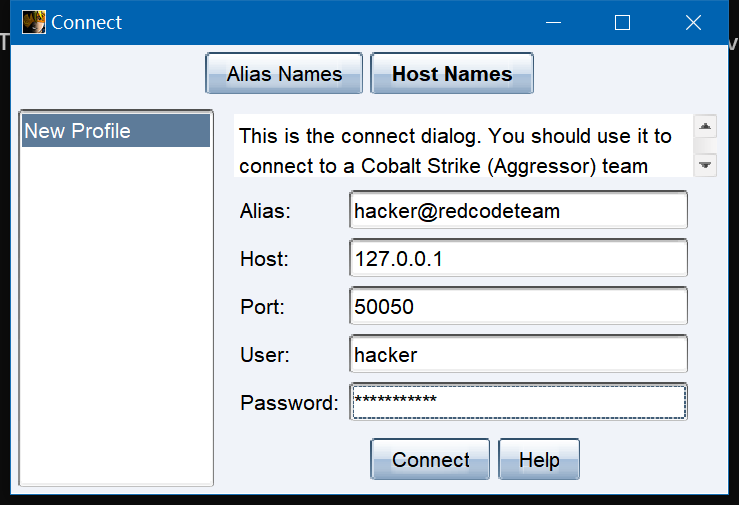 Connect
Alias Names
Host Names
New Profile
This is the connect dialog. You should use it to
connect to a Cobalt Strike (Aggressor) team
Alias:
hacker@redcodeteam
Host:
127.0.0.1
Port:
50050
User:
hacker
Password:
***********
Connect
Help